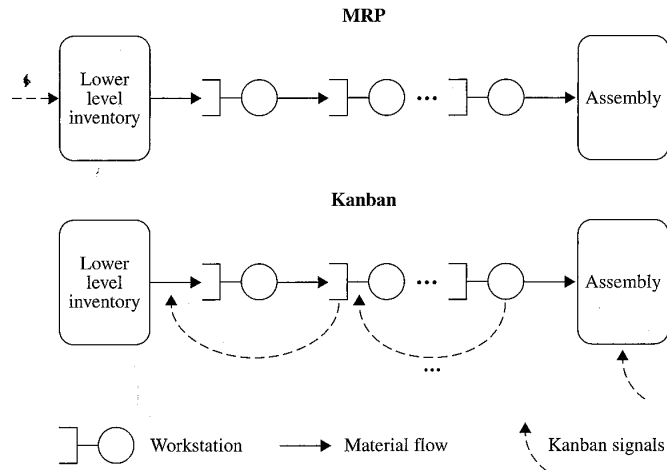 MRP
Lower
level
inventory
...
Assembly
Kanban
Lower
level
inventory
...
Assembly
...
Workstation
Material flow
Kanban signals